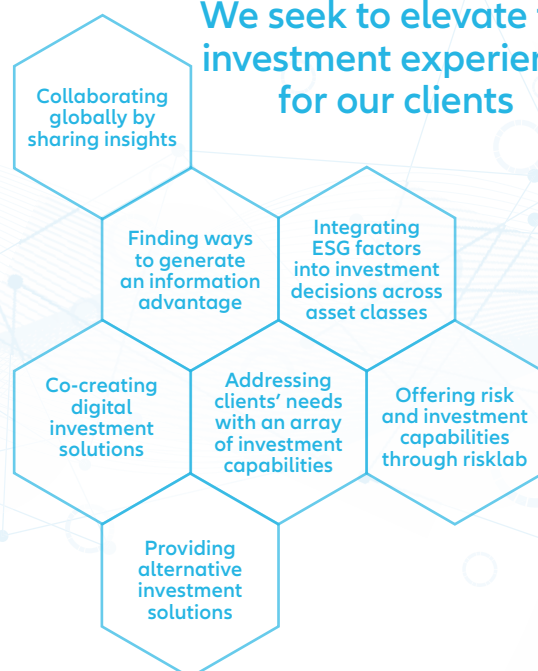 We seek to elevate
investment
for our clients
Collaborating
globally by
sharing insights
Finding ways
to generate
an information
advantage
Integrating
ESG factors
into investment
decisions across
asset classes
Co-creating
digital
investment
solutions
Addressing
clients’ needs
with an array
of investment
capabilities
Offering risk
and investment
capabilities
through risklab
Providing
alternative
investment
solutions